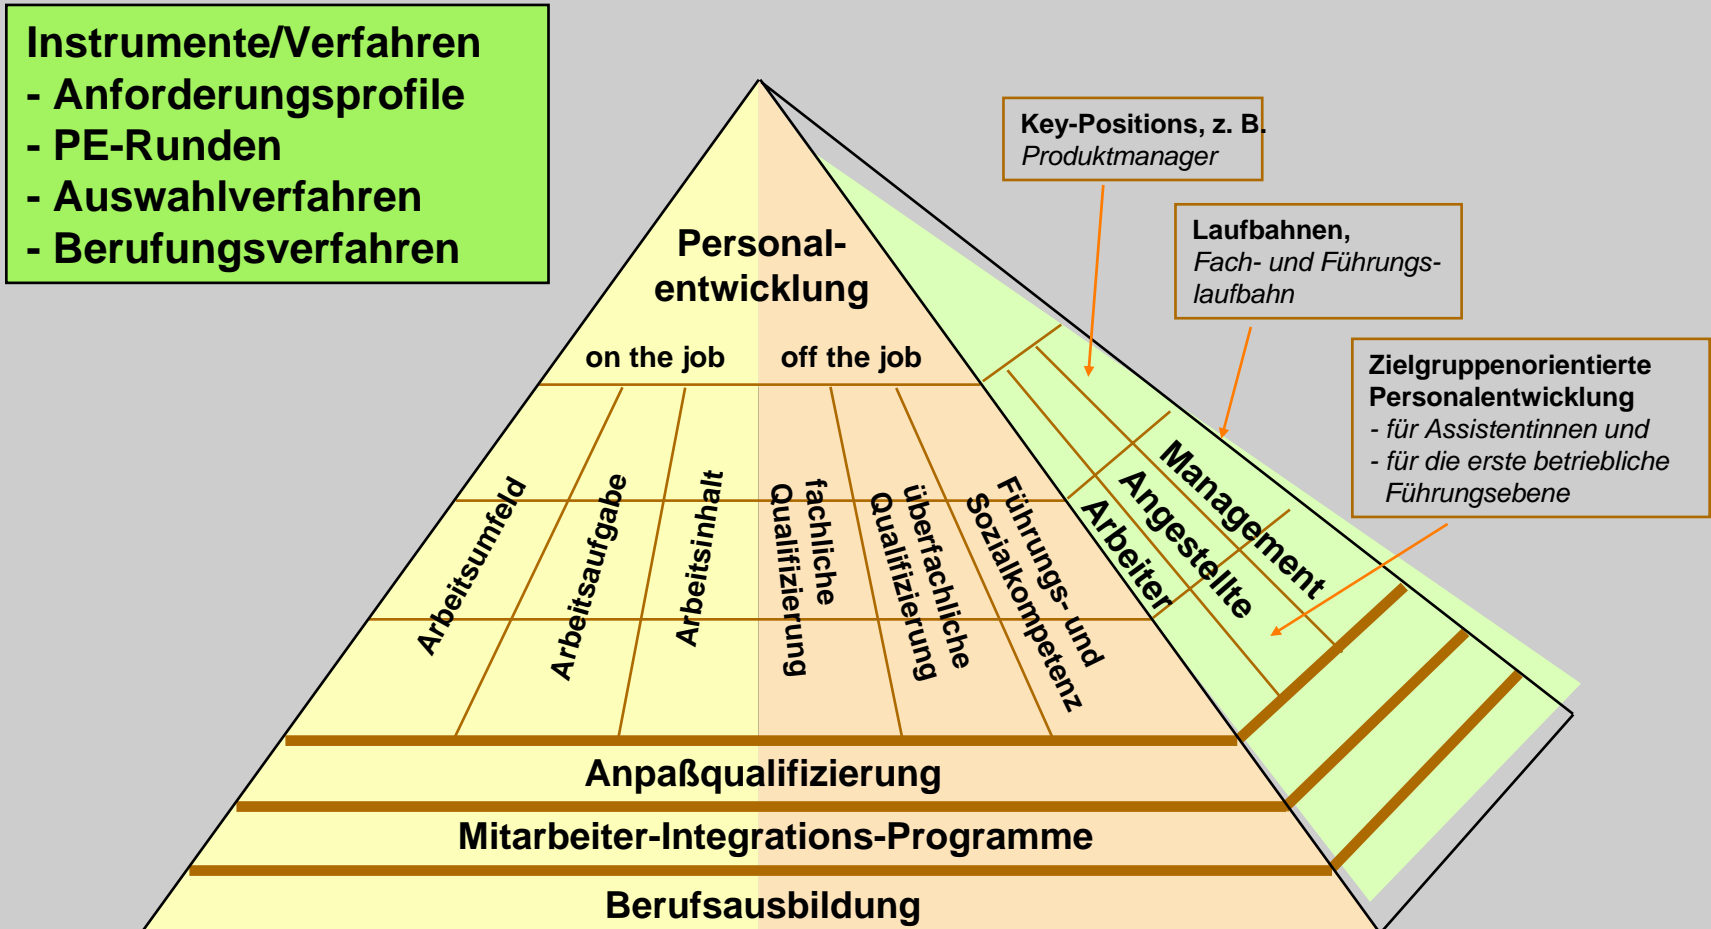 Instrumente/Verfahren
- Anforderungsprofile
- PE-Runden
- Auswahlverfahren
- Berufungsverfahren
Key-Positions, z. B.
Produktmanager
Laufbahnen,
Fach- und Führungs-
laufbahn
Zielgruppenorientierte
Personalentwicklung
- für Assistentinnen und
- für die erste betriebliche
Führungsebene
Personal-
entwicklung
on the job
off the job
Arbeitsumfeld
Arbeitsaufgabe
Arbeitsinhalt
fachliche
Qualifizierung
überfachliche
Qualifizierung
Führungs- und
Sozialkompetenz
Arbeiter
Angestellte
Management
Anpaßqualifizierung
Mitarbeiter-Integrations-Programme
Berufsausbildung